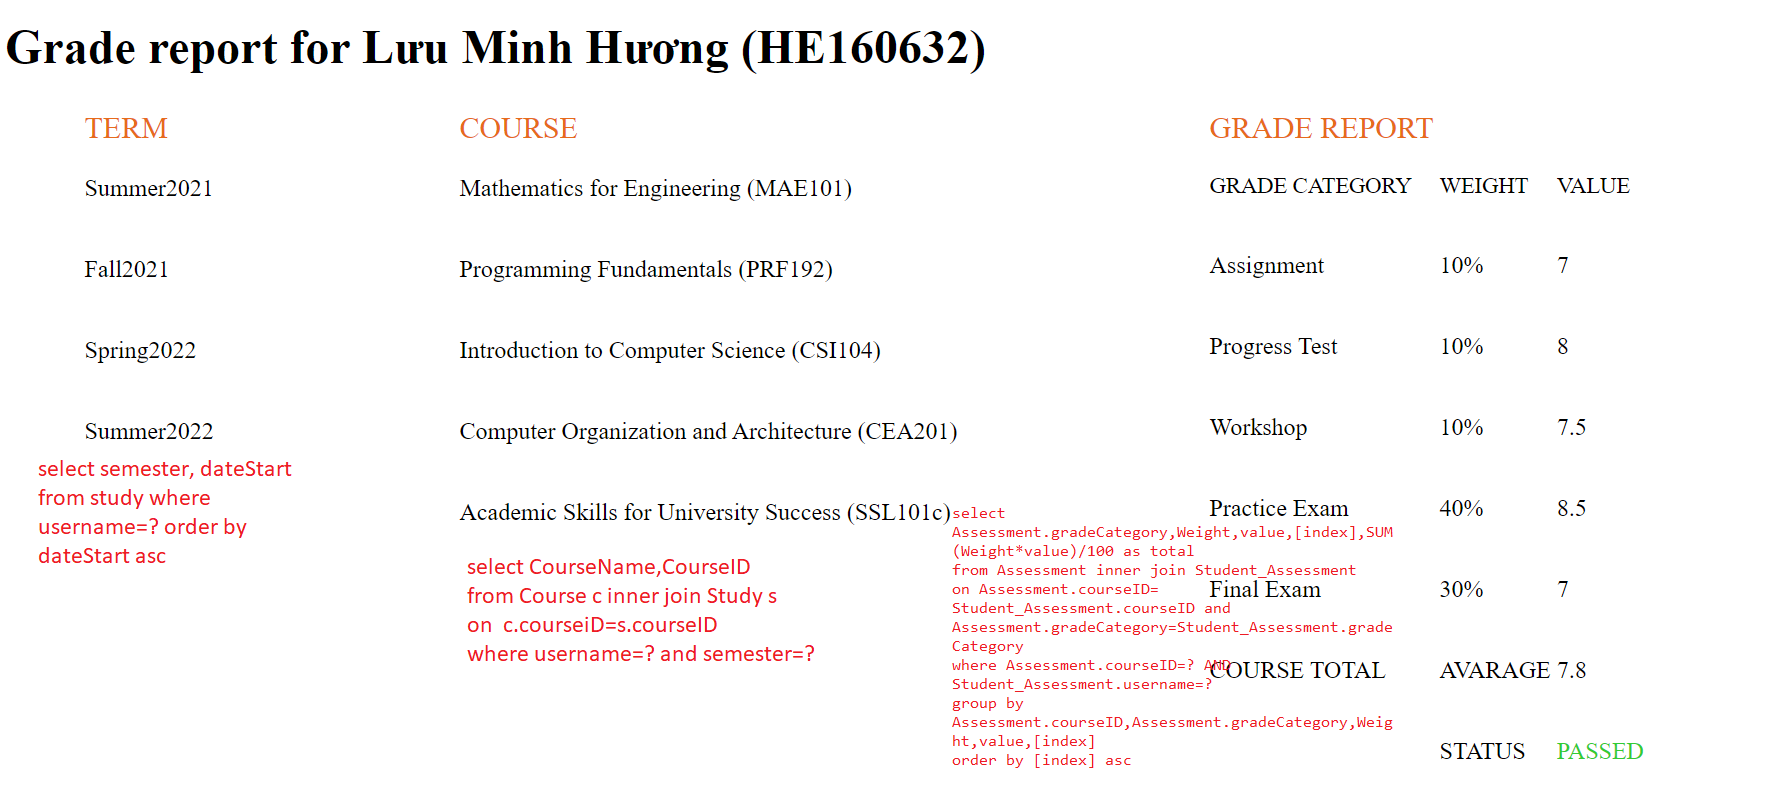 Grade report for Lưu Minh Hương (HE160632)
TERM
Summer2021
Fall2021
Spring2022
Summer2022
select semester, dateStart
from study where
username=? order by
dateStart asc
COURSE
Mathematics for Engineering (MAE101)
Programming Fundamentals (PRF192)
Introduction to Computer Science (CSI104)
Computer Organization and Architecture (CEA201)
Academic Skills for University Success (SSL101c)
select CourseName,CourseID
from Course c inner join Study s
on  c.courseiD=s.courseID
where username=? and semester=?
select
Assessment.gradeCategory,Weight,value,[index],SUM
(Weight*value)/100 as total
from Assessment inner join Student_Assessment
on Assessment.courseID=
Student_Assessment.courseID and
Assessment.gradeCategory=Student_Assessment.grade
Category
where Assessment.courseID=? AND
Student_Assessment.username=?
group by
Assessment.courseID,Assessment.gradeCategory,Weig
ht,value,[index]
order by [index] asc
GRADE REPORT
GRADE CATEGORY WEIGHT VALUE
Assignment 10% 7
Progress Test 10% 8
Workshop 10% 7.5
Practice Exam 40% 8.5
Final Exam 30% 7
COURSE TOTAL AVARAGE 7.8
STATUS PASSED